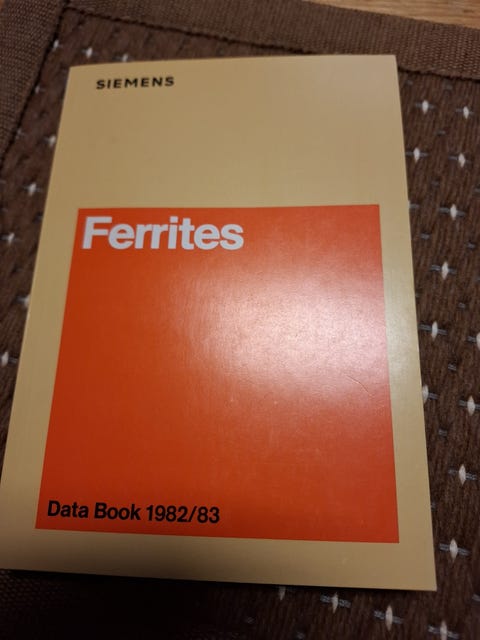 SIEMENS
Ferrites
Data Book 1982/83